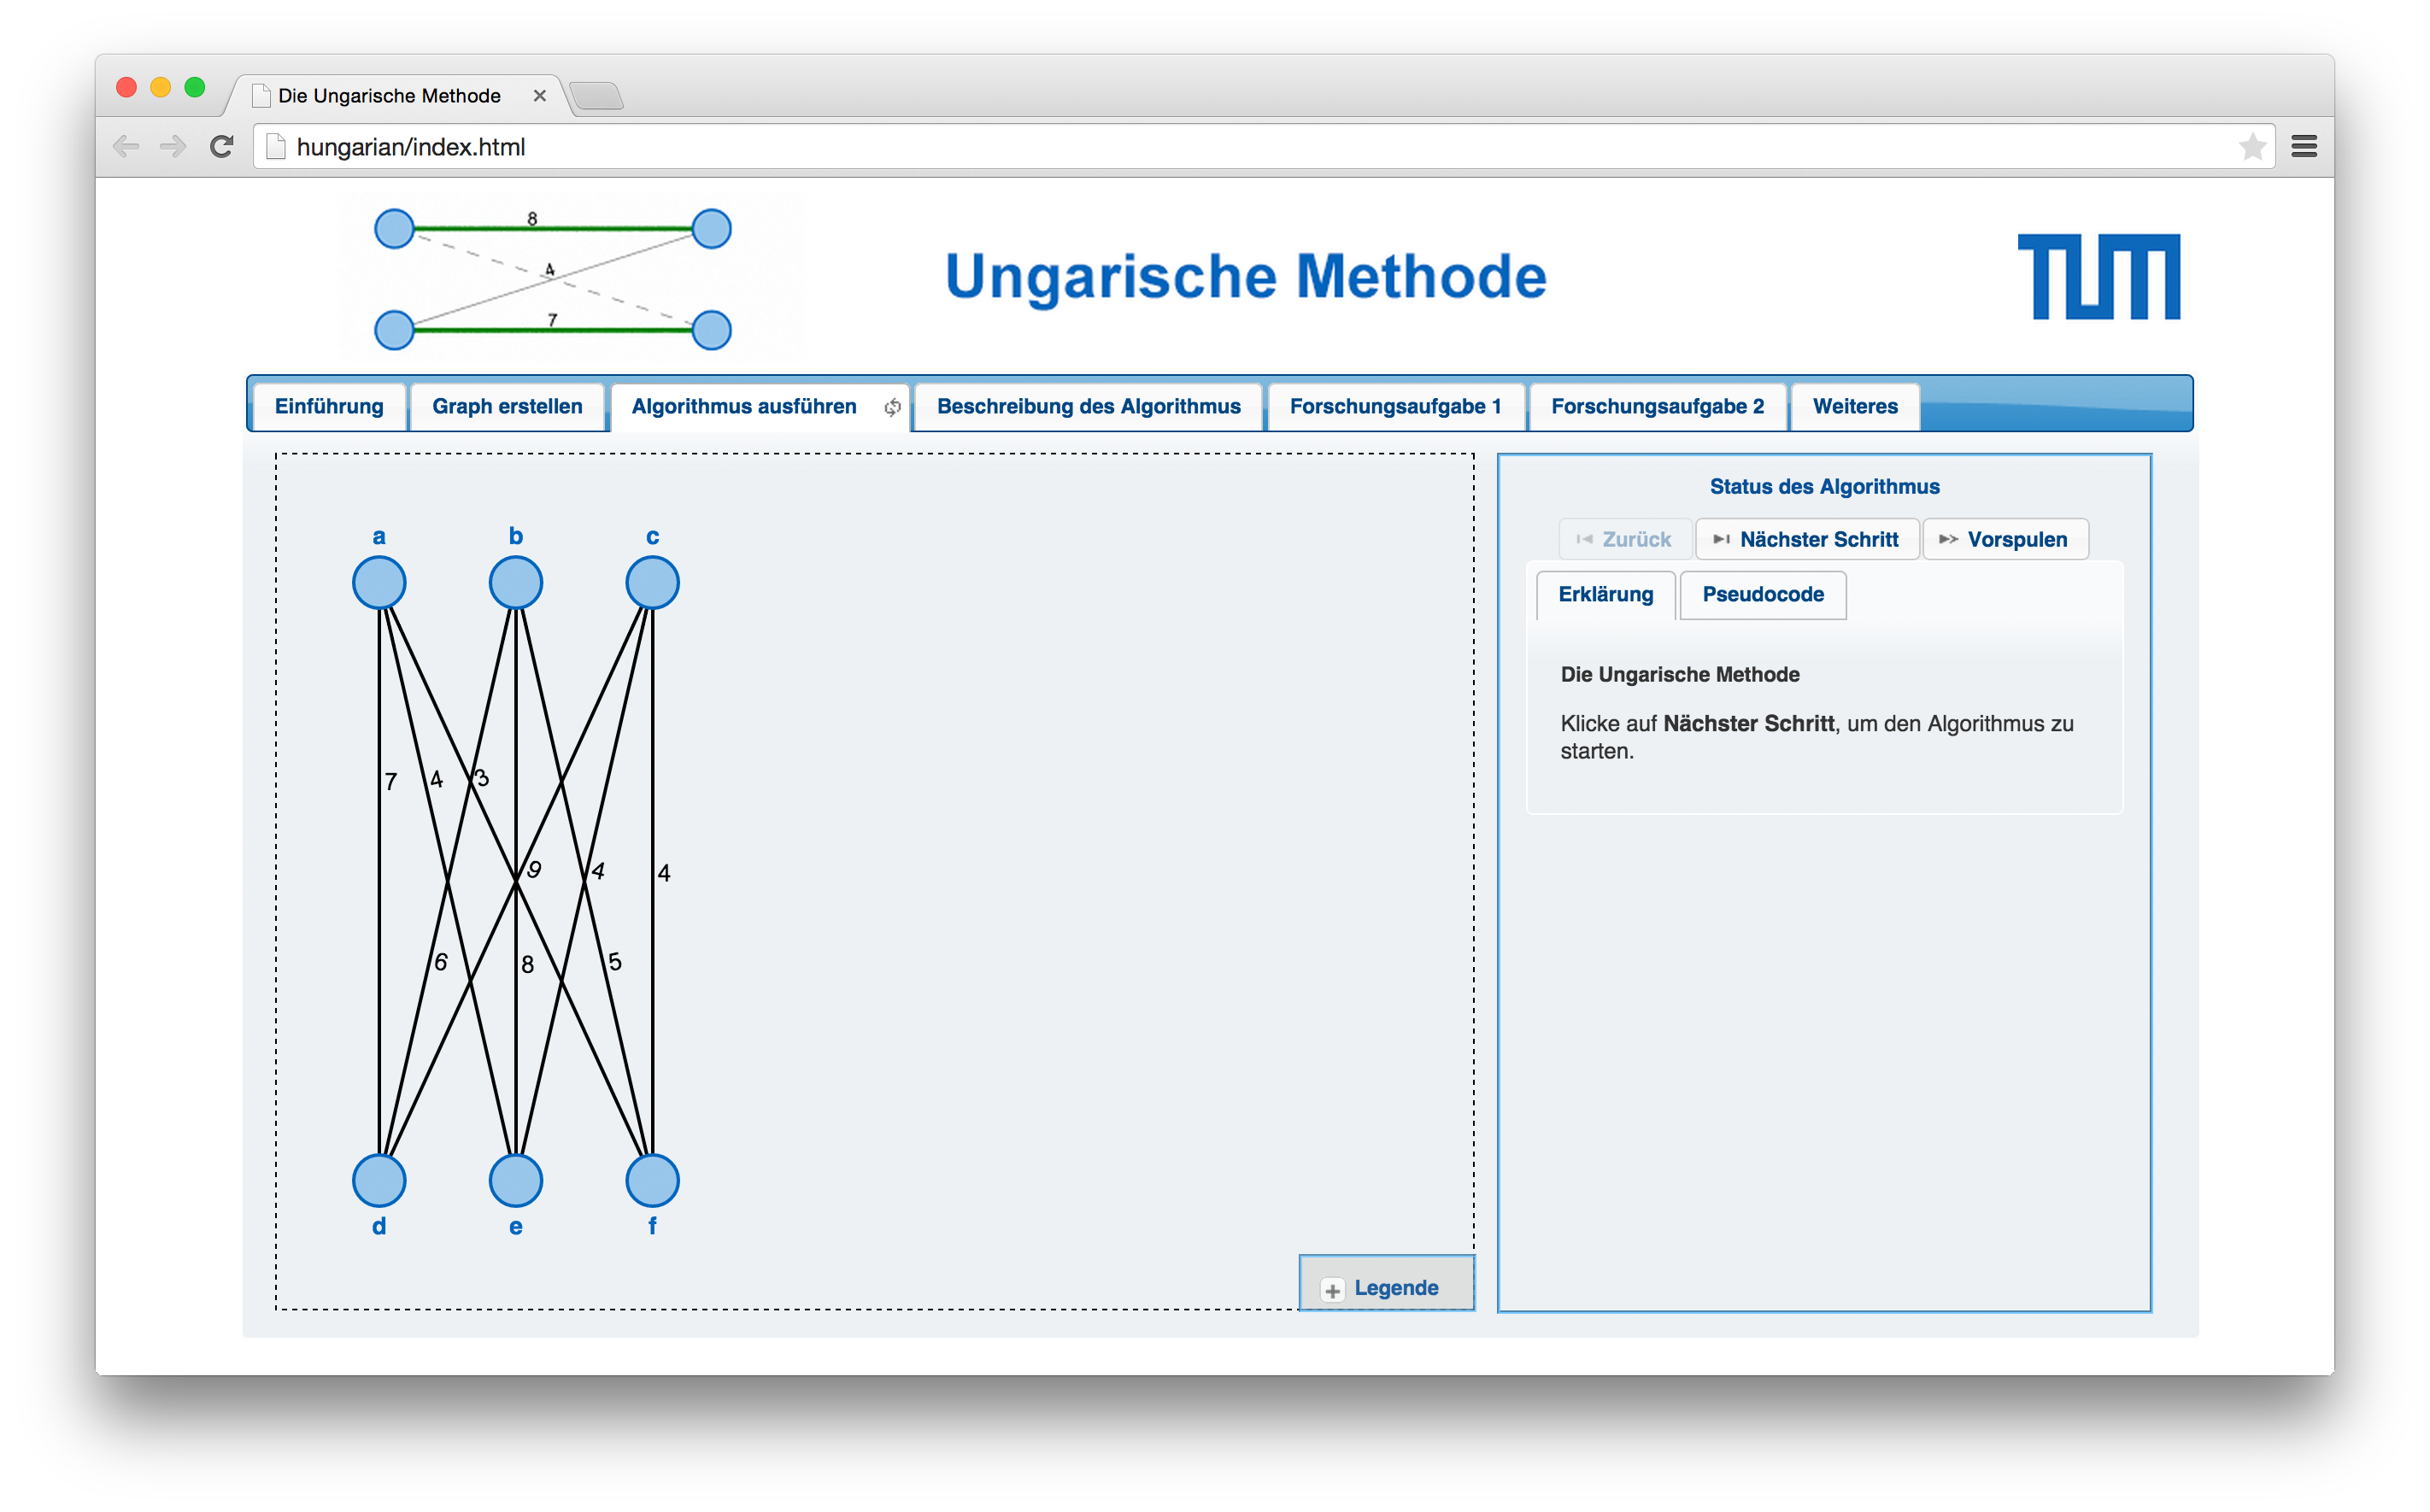 Die Ungarische Methode
hungarian/index.html
8
4
7
Ungarische Methode
TUM
Einführung Graph erstellen Algorithmus ausführen Beschreibung des Algorithmus Forschungsaufgabe 1 Forschungsaufgabe 2 Weiteres
a b c
7 4 3
9 4 4
6 8 5
d e f
Legende
Status des Algorithmus
Zurück Nächster Schritt Vorspulen
Erklärung Pseudocode
Die Ungarische Methode
Klicke auf Nächster Schritt, um den Algorithmus zu
starten.